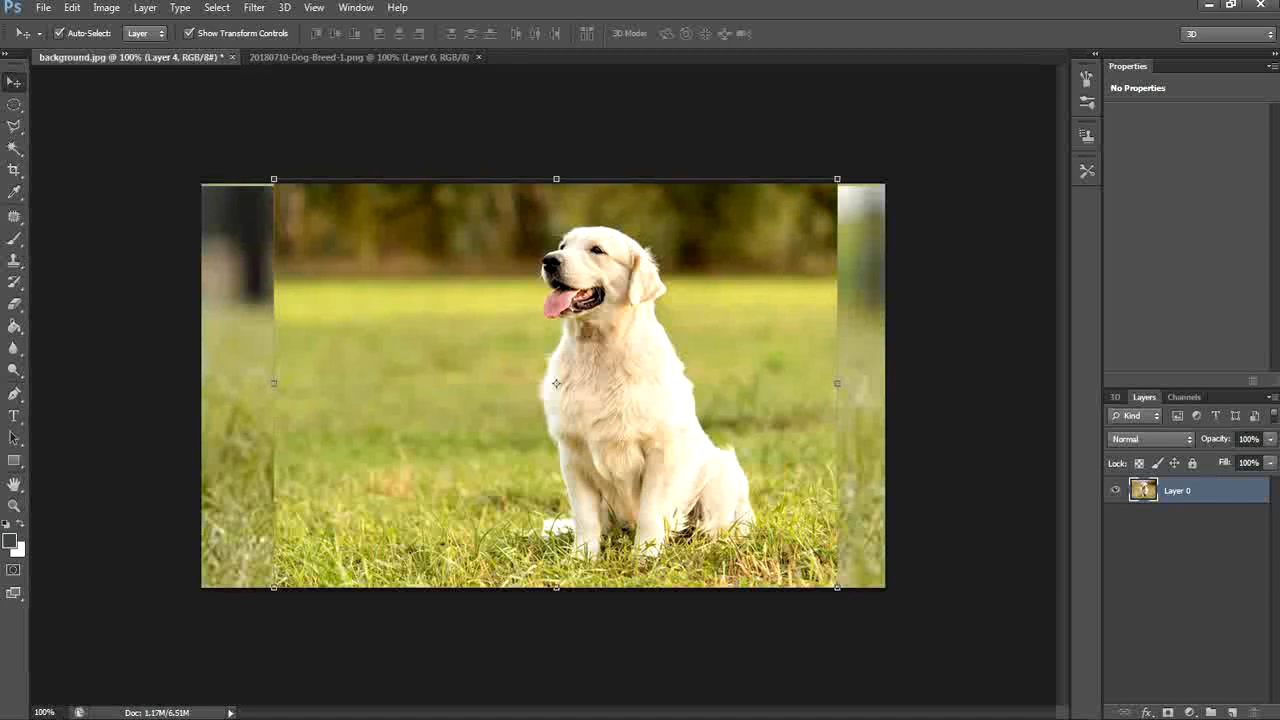 Ps File Edit Image Layer Type Select Filter 3D View Window Help
Auto-Select: Layer Show Transform Controls 3D Mode: 3D
background.jpg @ 100% (Layer 4, RGB/8#) * × 20180710-Dog-Breed-1.png @ 100% (Layer 0, RGB/8) ×
Properties
No Properties
3D Layers Channels
Kind
Normal Opacity: 100%
Lock: Fill: 100%
Layer 0
100% Doc: 1.17M/6.51M